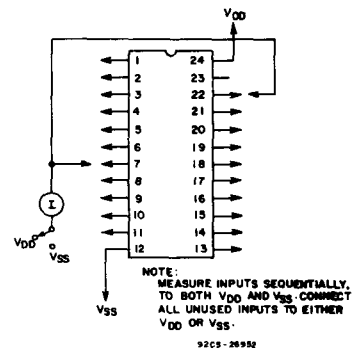 VDD
1 24
2 23
3 22
4 21
5 20
6 19
7 18
8 17
9 16
10 15
11 14
12 13
I
VDD
VSS
VSS
NOTE:
MEASURE INPUTS SEQUENTIALLY,
TO BOTH VDD AND VSS. CONNECT
ALL UNUSED INPUTS TO EITHER
VDD OR VSS.
92CS-26952